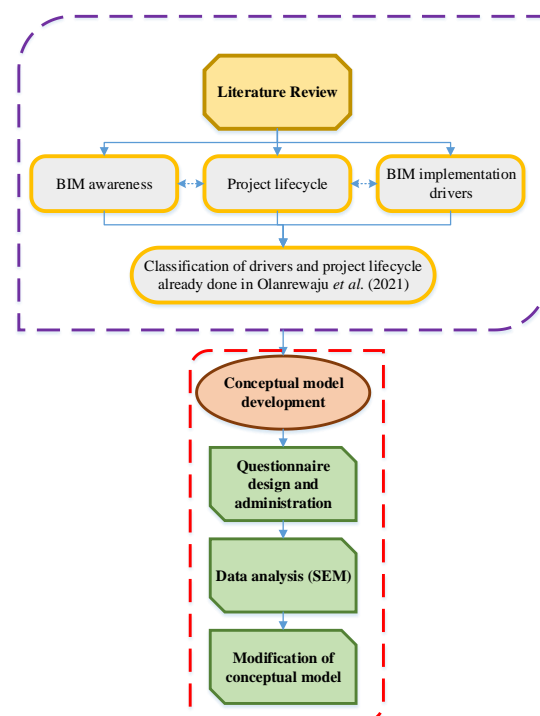 Literature Review
BIM awareness
Project lifecycle
BIM implementation
drivers
Classification of drivers and project lifecycle
already done in Olanrewaju et al. (2021)
Conceptual model
development
Questionnaire
design and
administration
Data analysis (SEM)
Modification of
conceptual model